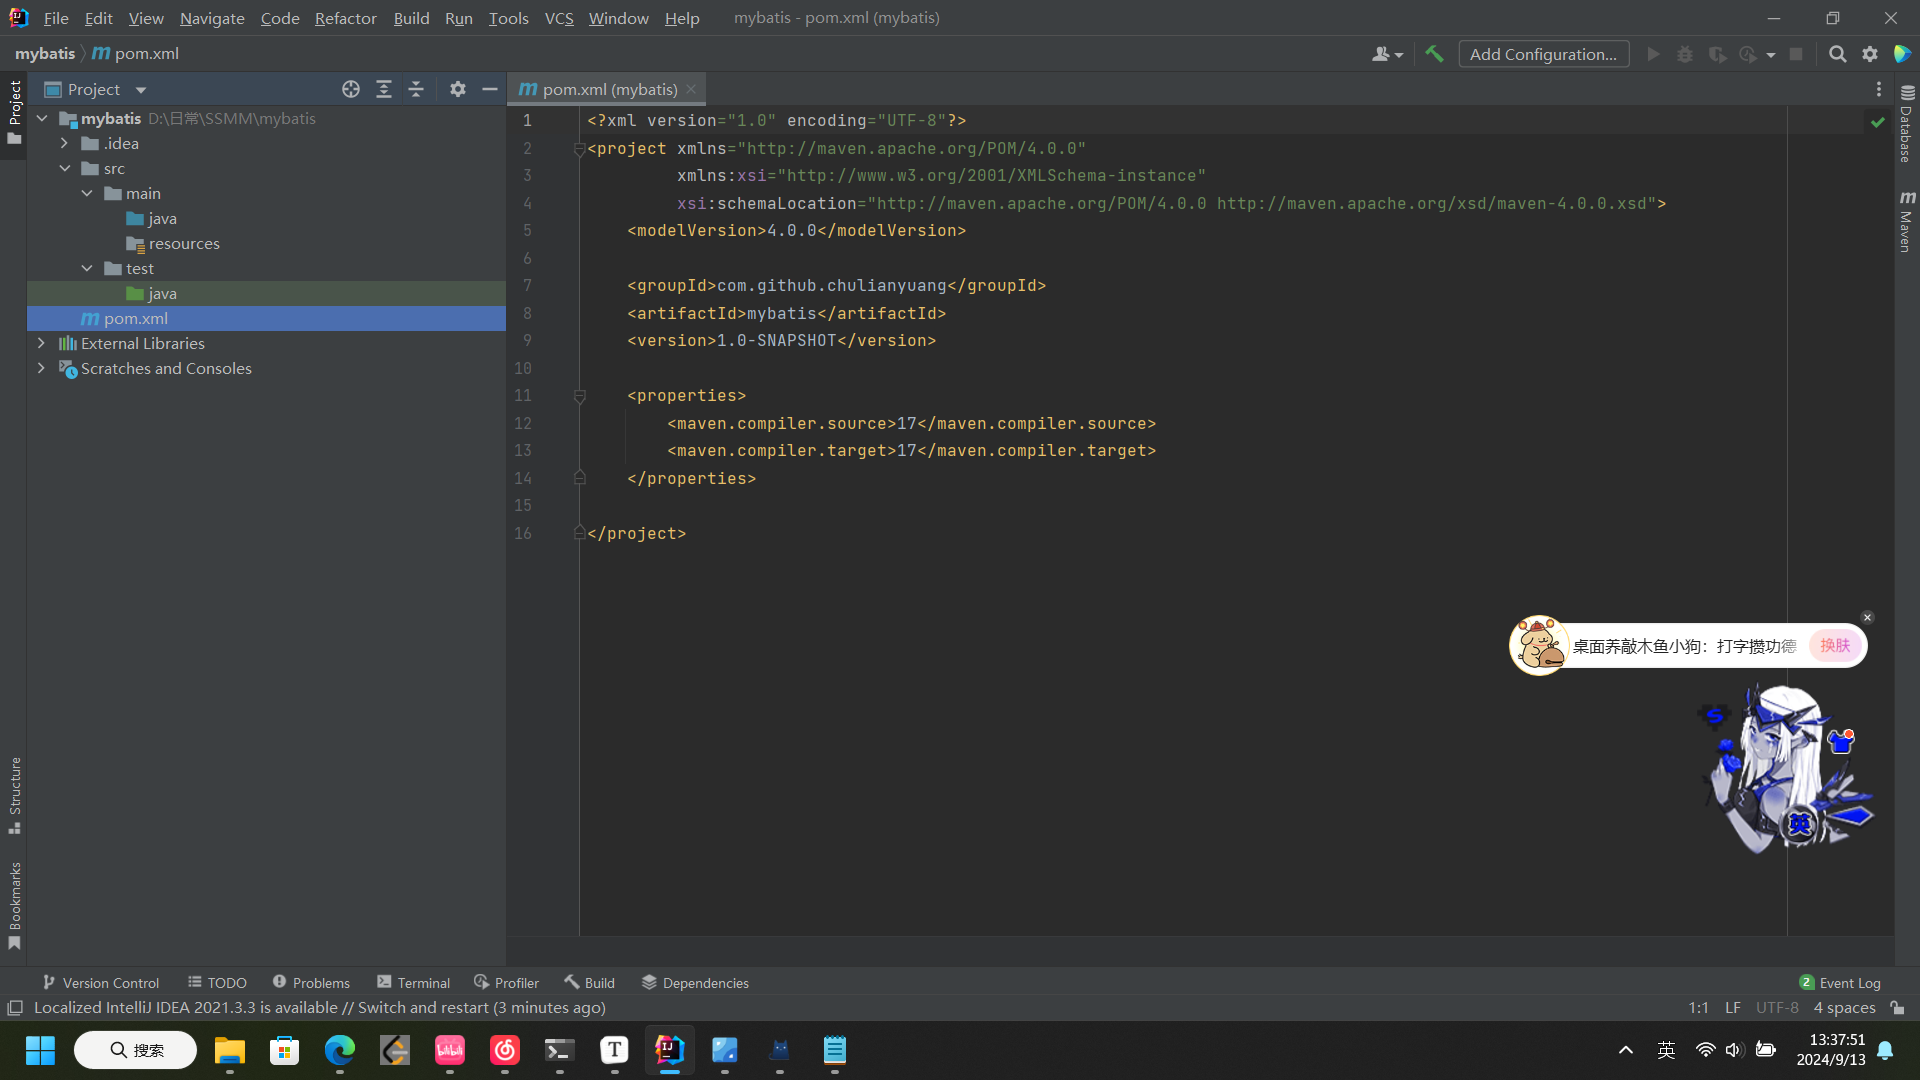 File Edit View Navigate Code Refactor Build Run Tools VCS Window Help mybatis - pom.xml (mybatis)
mybatis pom.xml
Add Configuration...
Project
pom.xml (mybatis)
Project
mybatis D:\日常\SSMM\mybatis
.idea
src
main
java
resources
test
java
pom.xml
External Libraries
Scratches and Consoles
1 <?xml version="1.0" encoding="UTF-8"?>
2 <project xmlns="http://maven.apache.org/POM/4.0.0"
3 xmlns:xsi="http://www.w3.org/2001/XMLSchema-instance"
4 xsi:schemaLocation="http://maven.apache.org/POM/4.0.0 http://maven.apache.org/xsd/maven-4.0.0.xsd">
5 <modelVersion>4.0.0</modelVersion>
6
7 <groupId>com.github.chulianyuang</groupId>
8 <artifactId>mybatis</artifactId>
9 <version>1.0-SNAPSHOT</version>
10
11 <properties>
12 <maven.compiler.source>17</maven.compiler.source>
13 <maven.compiler.target>17</maven.compiler.target>
14 </properties>
15
16 </project>
Database
Maven
桌面养敲木鱼小狗：打字攒功德 换肤
S
英
Structure
Bookmarks
Version Control TODO Problems Terminal Profiler Build Dependencies 2 Event Log
Localized IntelliJ IDEA 2021.3.3 is available // Switch and restart (3 minutes ago) 1:1 LF UTF-8 4 spaces
搜索
bilibili
T
英
13:37:51
2024/9/13